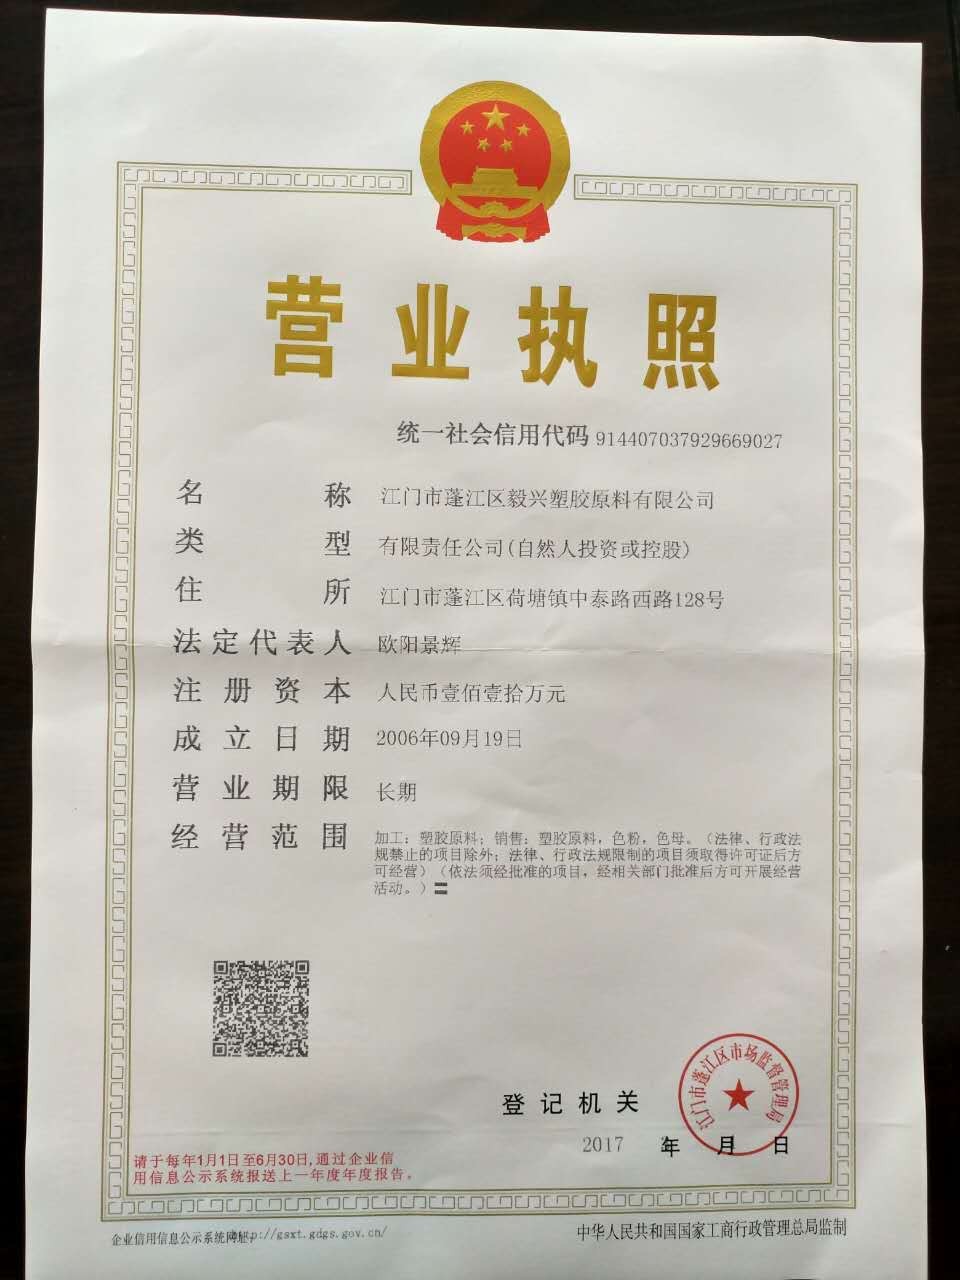 营业执照
统一社会信用代码 914407037929669027
名称 江门市蓬江区毅兴塑胶原料有限公司
类型 有限责任公司(自然人投资或控股)
住所 江门市蓬江区荷塘镇中泰路西路128号
法定代表人 欧阳景辉
注册资本 人民币壹佰壹拾万元
成立日期 2006年09月19日
营业期限 长期
经营范围 加工：塑胶原料；销售：塑胶原料，色粉，色母。（法律、行政法
规禁止的项目除外；法律、行政法规限制的项目须取得许可证后方
可经营）（依法须经批准的项目，经相关部门批准后方可开展经营
活动。）〓
江门市蓬江区市场监督管理局
登记机关
2017 年 月 日
请于每年1月1日至6月30日,通过企业信
用信息公示系统报送上一年度年度报告。
企业信用信息公示系统网址：http://gsxt.gdgs.gov.cn/
中华人民共和国国家工商行政管理总局监制